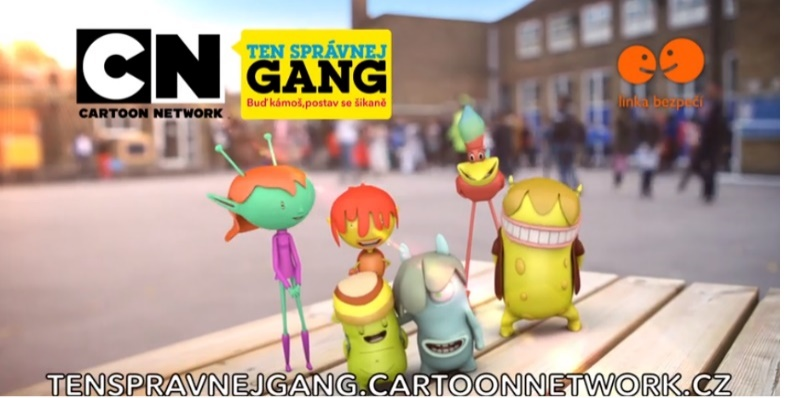 CN
CARTOON NETWORK
TEN SPRÁVNEJ
GANG
Buď kámoš, postav se šikaně
linka bezpečí
TENSPRAVNEJGANG.CARTOONNETWORK.CZ